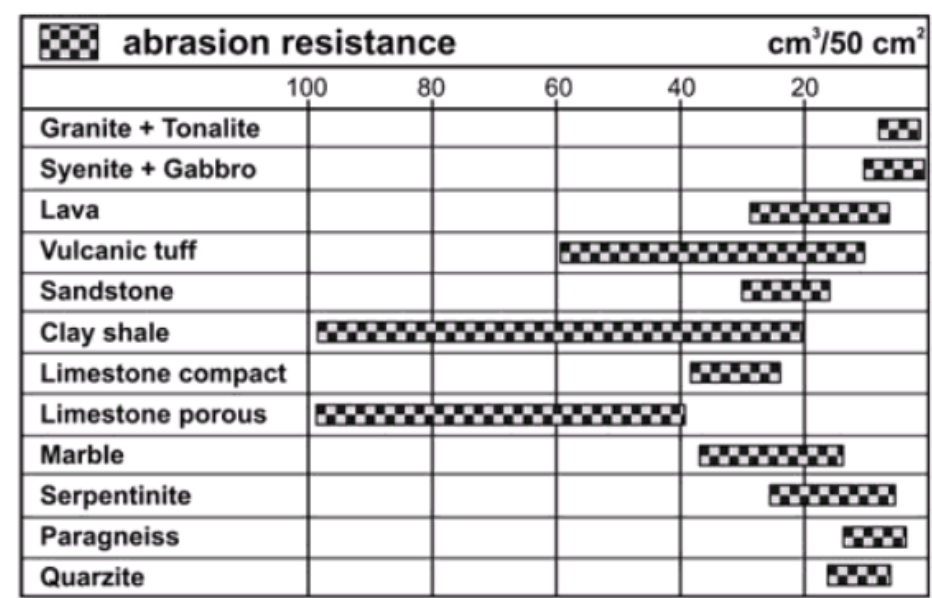 abrasion resistance cm³/50 cm²
100 80 60 40 20
Granite + Tonalite
Syenite + Gabbro
Lava
Vulcanic tuff
Sandstone
Clay shale
Limestone compact
Limestone porous
Marble
Serpentinite
Paragneiss
Quarzite